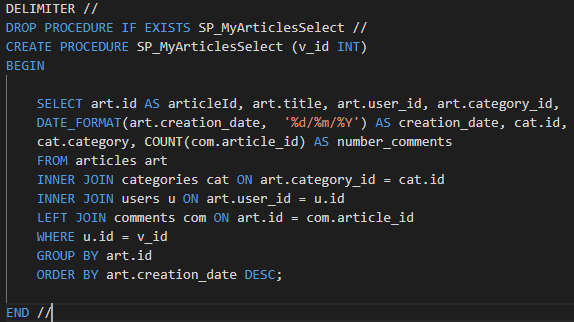 DELIMITER //
DROP PROCEDURE IF EXISTS SP_MyArticlesSelect //
CREATE PROCEDURE SP_MyArticlesSelect (v_id INT)
BEGIN
SELECT art.id AS articleId, art.title, art.user_id, art.category_id,
DATE_FORMAT(art.creation_date,  '%d/%m/%Y') AS creation_date, cat.id,
cat.category, COUNT(com.article_id) AS number_comments
FROM articles art
INNER JOIN categories cat ON art.category_id = cat.id
INNER JOIN users u ON art.user_id = u.id
LEFT JOIN comments com ON art.id = com.article_id
WHERE u.id = v_id
GROUP BY art.id
ORDER BY art.creation_date DESC;
END //